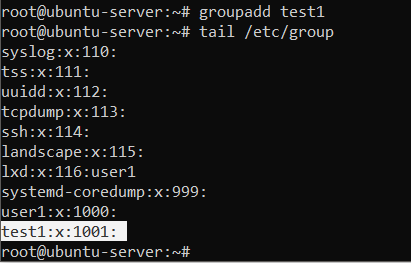 root@ubuntu-server:~# groupadd test1
root@ubuntu-server:~# tail /etc/group
syslog:x:110:
tss:x:111:
uuidd:x:112:
tcpdump:x:113:
ssh:x:114:
landscape:x:115:
lxd:x:116:user1
systemd-coredump:x:999:
user1:x:1000:
test1:x:1001:
root@ubuntu-server:~#